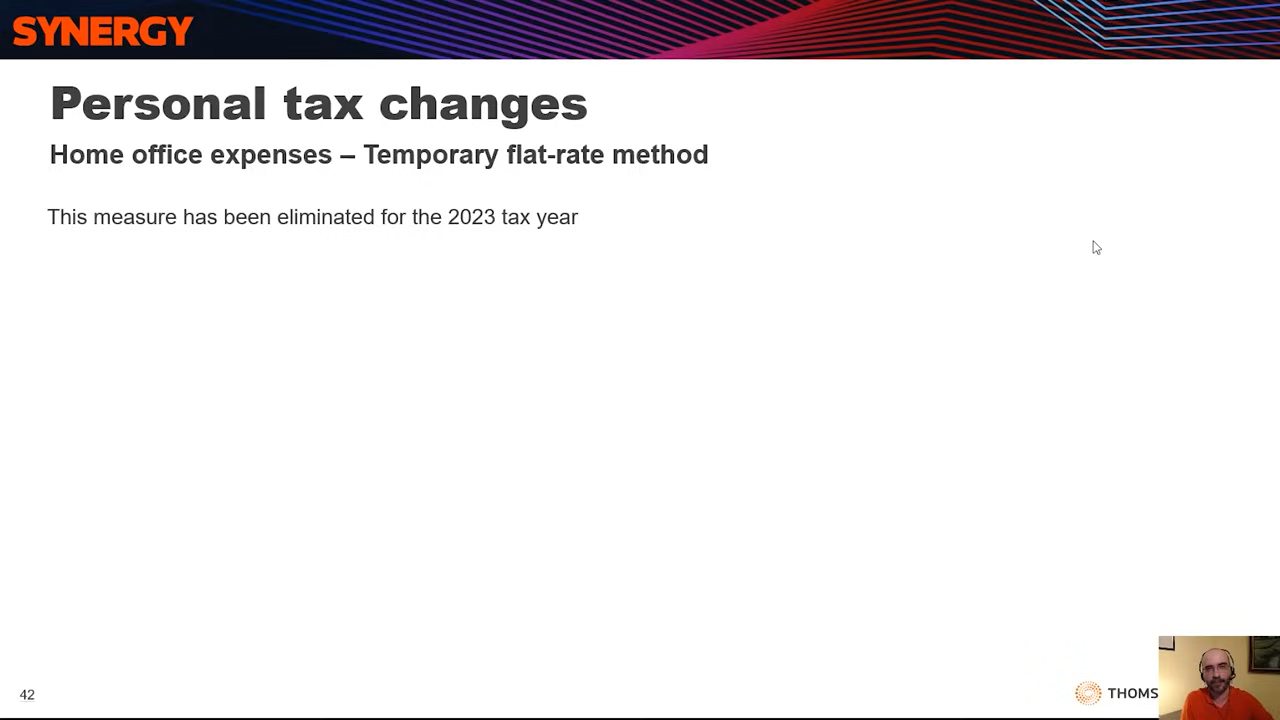 SYNERGY
Personal tax changes
Home office expenses – Temporary flat-rate method
This measure has been eliminated for the 2023 tax year
42
THOMS